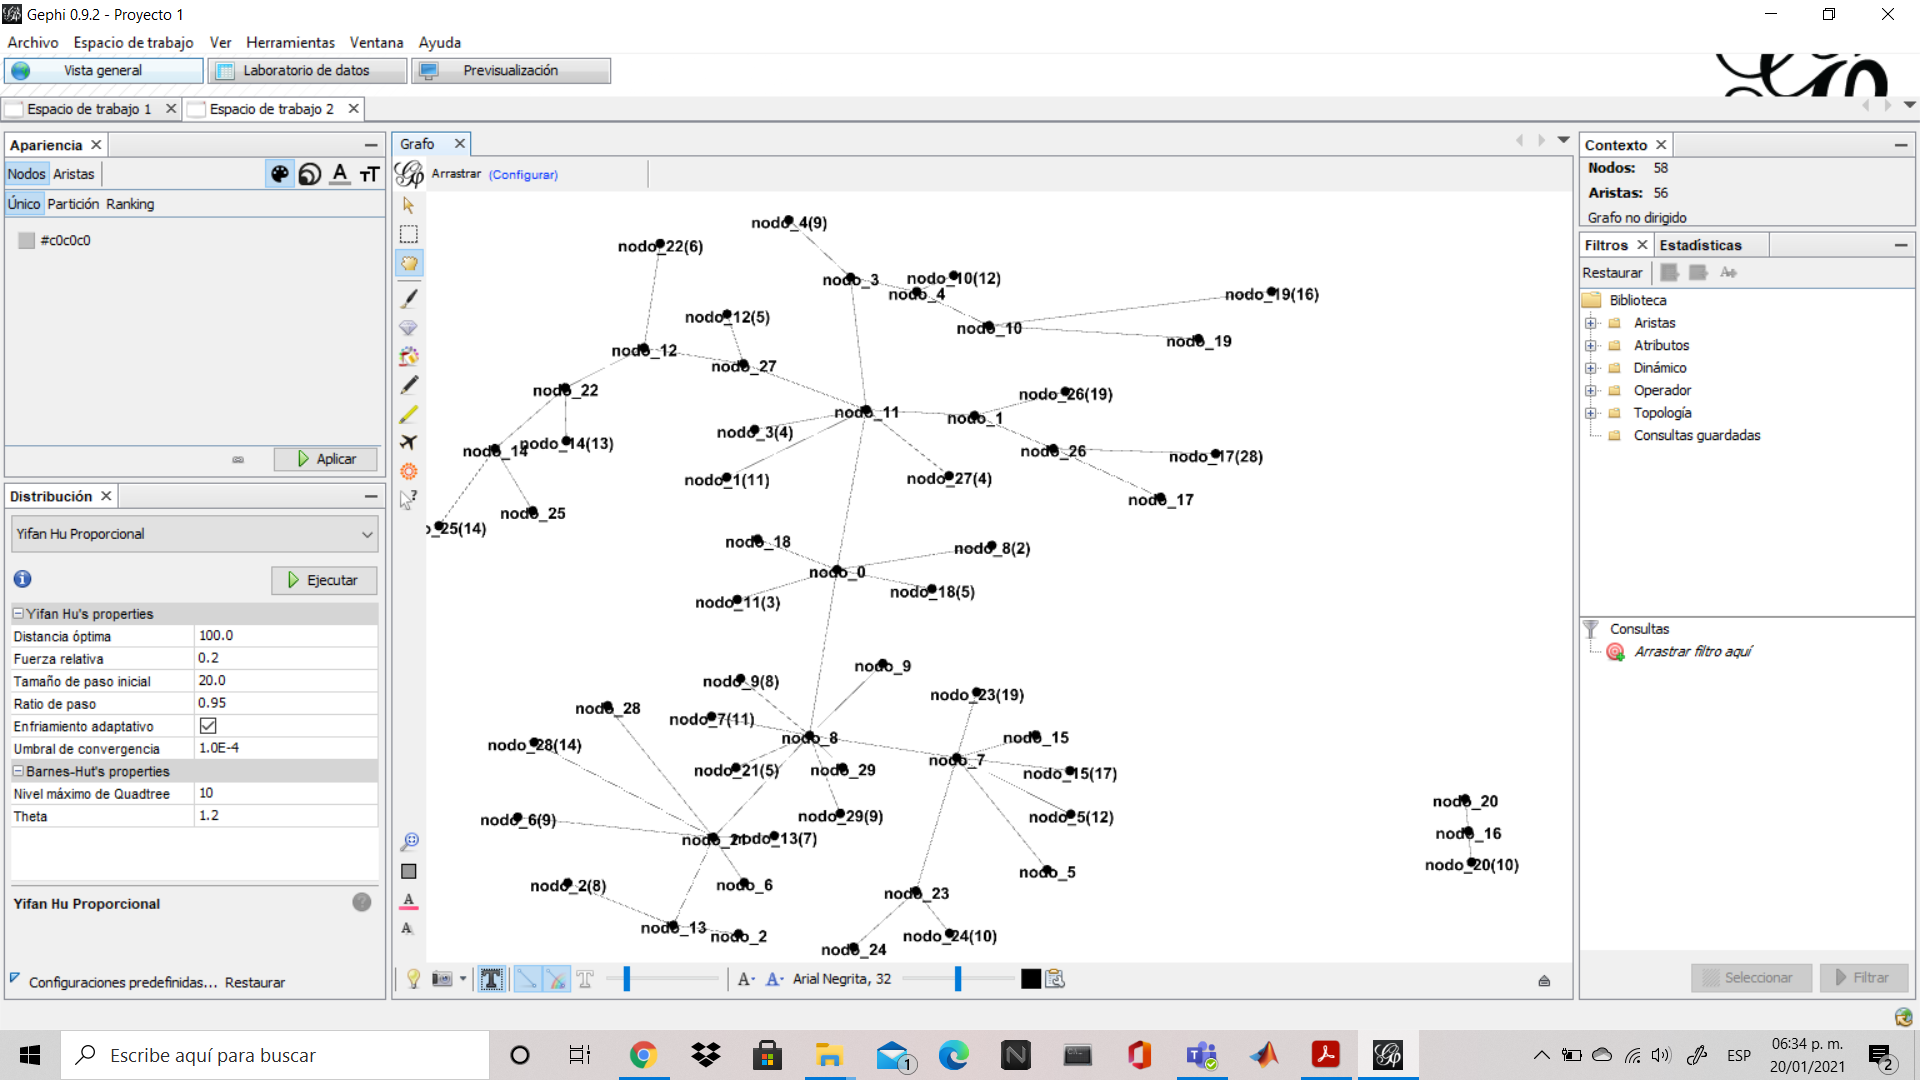 Gephi 0.9.2 - Proyecto 1
Archivo Espacio de trabajo Ver Herramientas Ventana Ayuda
Vista general Laboratorio de datos Previsualización
Espacio de trabajo 1 Espacio de trabajo 2
Apariencia
Nodos Aristas
Único Partición Ranking
#c0c0c0
Aplicar
Distribución
Yifan Hu Proporcional
Ejecutar
Yifan Hu's properties
Distancia óptima 100.0
Fuerza relativa 0.2
Tamaño de paso inicial 20.0
Ratio de paso 0.95
Enfriamiento adaptativo
Umbral de convergencia 1.0E-4
Barnes-Hut's properties
Nivel máximo de Quadtree 10
Theta 1.2
Yifan Hu Proporcional
Configuraciones predefinidas... Restaurar
Grafo
Arrastrar (Configurar)
nodo_4(9)
nodo_22(6)
nodo_3 nodo_10(12)
nodo_4 nodo_19(16)
nodo_12(5) nodo_10
nodo_19
nodo_12
nodo_27
nodo_22 nodo_26(19)
nodo_11 nodo_1
nodo_3(4)
nodo_14 nodo_14(13) nodo_26 nodo_17(28)
nodo_1(11) nodo_27(4)
nodo_17
nodo_25
o_25(14)
nodo_18 nodo_8(2)
nodo_0
nodo_11(3) nodo_18(5)
nodo_9
nodo_9(8) nodo_23(19)
nodo_28 nodo_7(11)
nodo_28(14) nodo_8 nodo_15
nodo_7
nodo_21(5) nodo_29 nodo_15(17)
nodo_20
nodo_6(9) nodo_29(9) nodo_5(12)
nodo_16
nodo_21 nodo_13(7)
nodo_20(10)
nodo_2(8) nodo_6 nodo_5
nodo_23
nodo_13 nodo_2 nodo_24(10)
nodo_24
Arial Negrita, 32
Contexto
Nodos: 58
Aristas: 56
Grafo no dirigido
Filtros Estadísticas
Restaurar
Biblioteca
Aristas
Atributos
Dinámico
Operador
Topología
Consultas guardadas
Consultas
Arrastrar filtro aquí
Seleccionar Filtrar
Escribe aquí para buscar
1
ESP
06:34 p. m.
20/01/2021
2